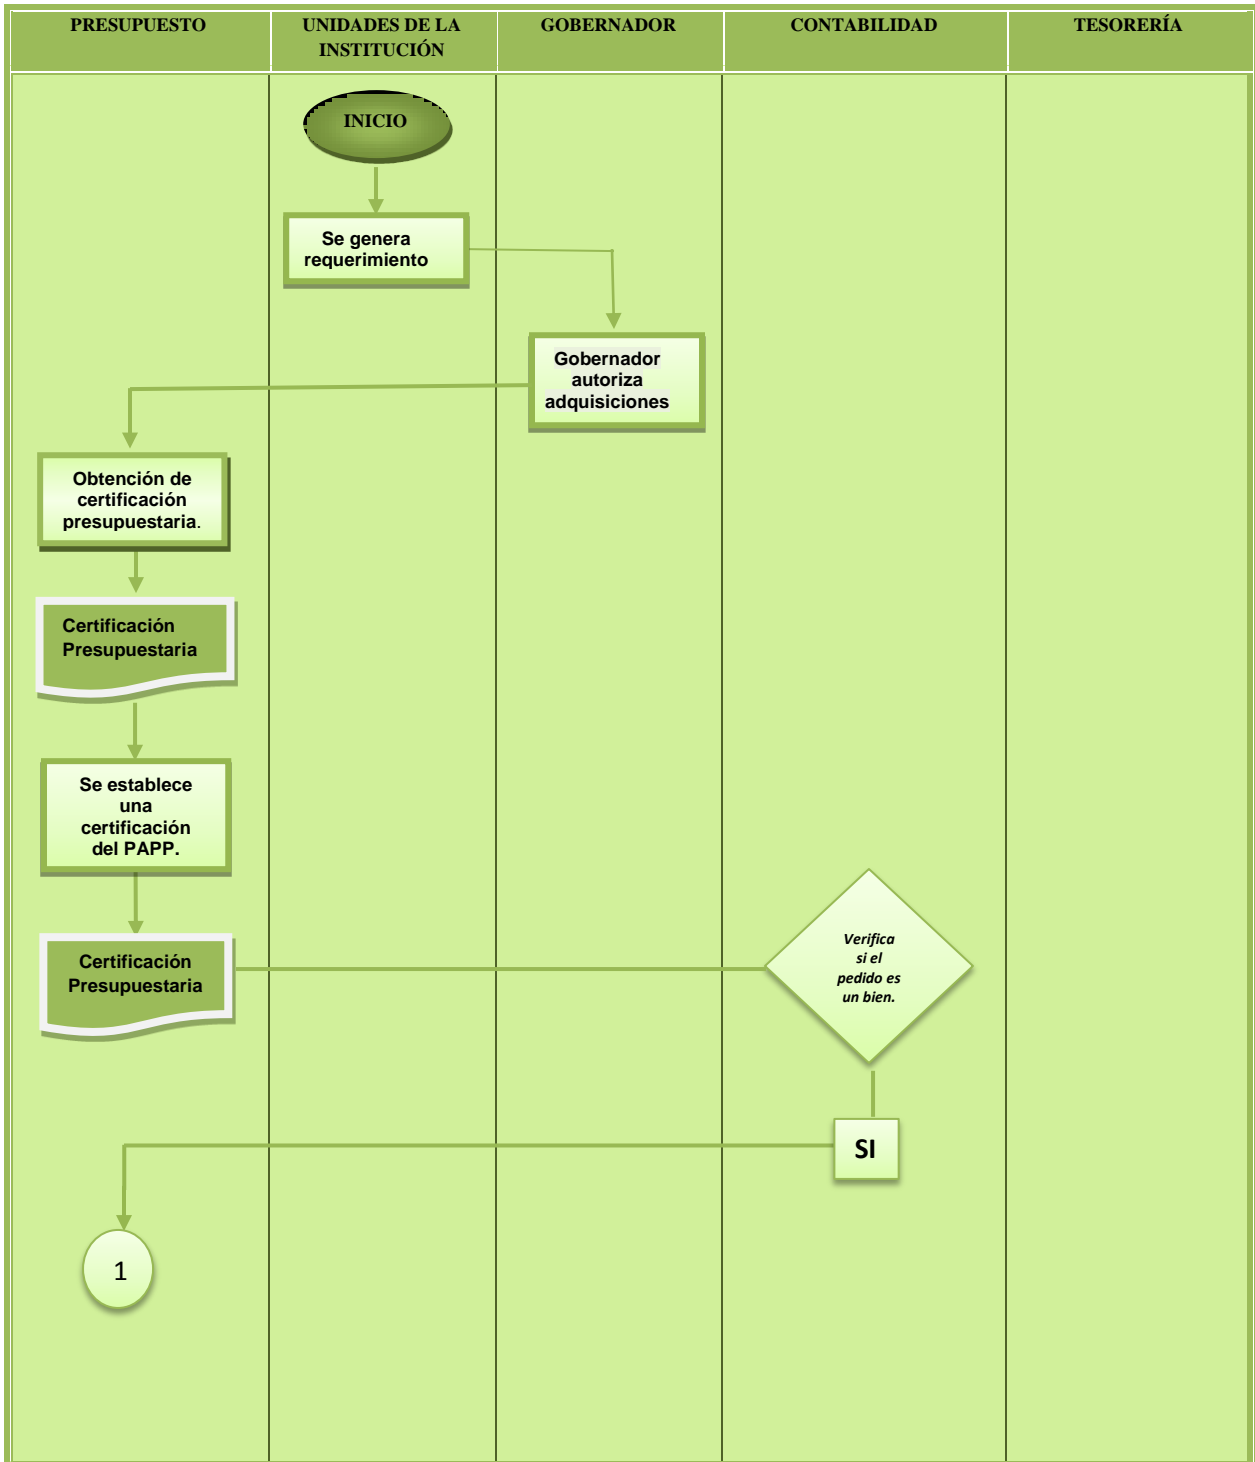 PRESUPUESTO
UNIDADES DE LA
INSTITUCIÓN
GOBERNADOR
CONTABILIDAD
TESORERÍA
INICIO
Se genera
requerimiento
Gobernador
autoriza
adquisiciones
Obtención de
certificación
presupuestaria.
Certificación
Presupuestaria
Se establece
una
certificación
del PAPP.
Certificación
Presupuestaria
Verifica
si el
pedido es
un bien.
SI
1